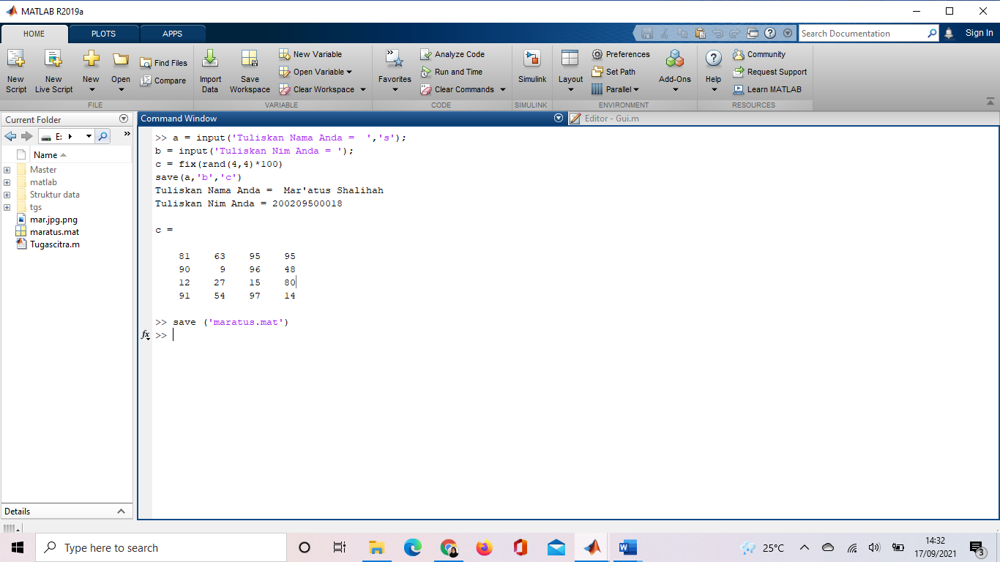 MATLAB R2019a
HOME PLOTS APPS
Search Documentation
Sign In
New Script
New Live Script
New
Open
Find Files
Compare
FILE
Import Data
Save Workspace
New Variable
Open Variable
Clear Workspace
VARIABLE
Favorites
Analyze Code
Run and Time
Clear Commands
CODE
Simulink
SIMULINK
Layout
Preferences
Set Path
Parallel
Add-Ons
ENVIRONMENT
Help
Community
Request Support
Learn MATLAB
RESOURCES
Current Folder
E:
»
Name
Master
matlab
Struktur data
tgs
mar.jpg.png
maratus.mat
Tugascitra.m
Details
Command Window
Editor - Gui.m
>> a = input('Tuliskan Nama Anda =  ','s');
b = input('Tuliskan Nim Anda = ');
c = fix(rand(4,4)*100)
save(a,'b','c')
Tuliskan Nama Anda =  Mar'atus Shalihah
Tuliskan Nim Anda = 200209500018
c =
81    63    95    95
90     9    96    48
12    27    15    80
91    54    97    14
>> save ('maratus.mat')
fx >>
Type here to search
25°C
14:32
17/09/2021
3